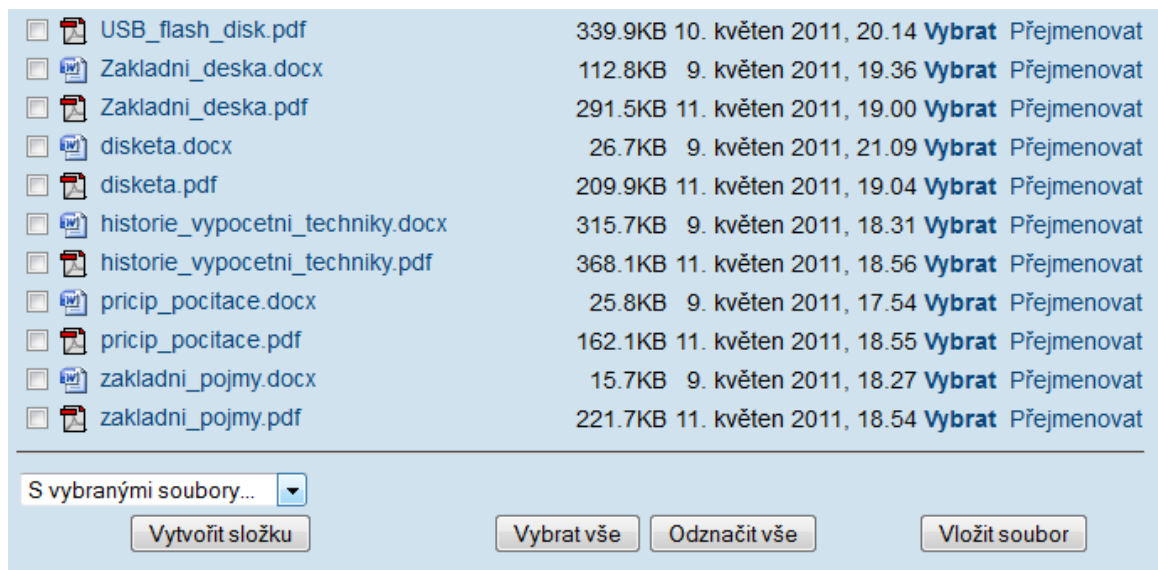 USB_flash_disk.pdf 339.9KB 10. květen 2011, 20.14 Vybrat Přejmenovat
Zakladni_deska.docx 112.8KB 9. květen 2011, 19.36 Vybrat Přejmenovat
Zakladni_deska.pdf 291.5KB 11. květen 2011, 19.00 Vybrat Přejmenovat
disketa.docx 26.7KB 9. květen 2011, 21.09 Vybrat Přejmenovat
disketa.pdf 209.9KB 11. květen 2011, 19.04 Vybrat Přejmenovat
historie_vypocetni_techniky.docx 315.7KB 9. květen 2011, 18.31 Vybrat Přejmenovat
historie_vypocetni_techniky.pdf 368.1KB 11. květen 2011, 18.56 Vybrat Přejmenovat
pricip_pocitace.docx 25.8KB 9. květen 2011, 17.54 Vybrat Přejmenovat
pricip_pocitace.pdf 162.1KB 11. květen 2011, 18.55 Vybrat Přejmenovat
zakladni_pojmy.docx 15.7KB 9. květen 2011, 18.27 Vybrat Přejmenovat
zakladni_pojmy.pdf 221.7KB 11. květen 2011, 18.54 Vybrat Přejmenovat
S vybranými soubory...
Vytvořit složku Vybrat vše Odznačit vše Vložit soubor